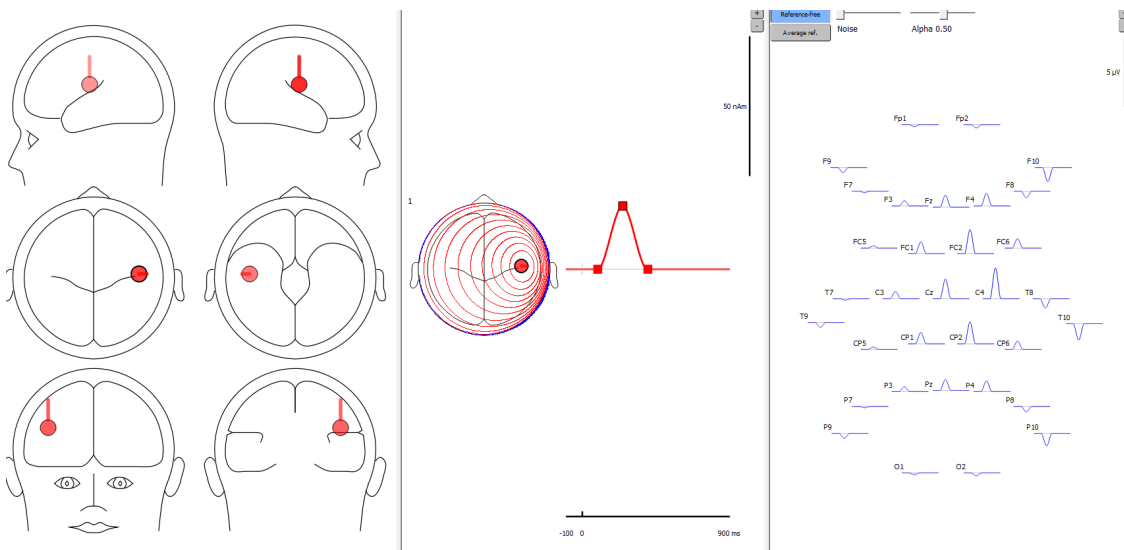 +
-
Reference-free
Average ref.
Noise
Alpha 0.50
5 µV
50 nAm
1
-100 0
900 ms
Fp1 Fp2
F9 F10
F7 F8
F3 Fz F4
FC5 FC1 FC2 FC6
T7 C3 Cz C4 T8
T9 T10
CP5 CP1 CP2 CP6
P3 Pz P4
P7 P8
P9 P10
O1 O2